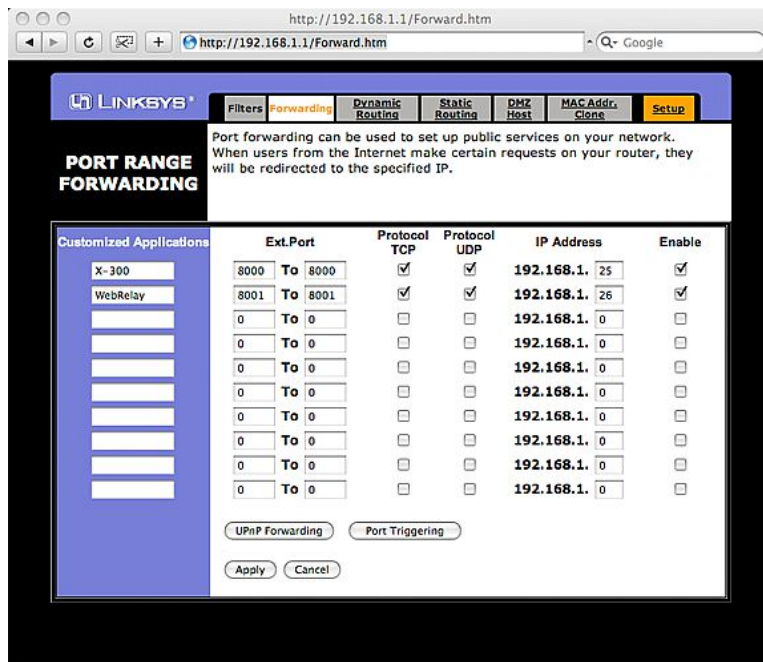 http://192.168.1.1/Forward.htm
http://192.168.1.1/Forward.htm
Google
LINKSYS®
Filters Forwarding Dynamic Routing Static Routing DMZ Host MAC Addr. Clone Setup
PORT RANGE
FORWARDING
Port forwarding can be used to set up public services on your network.
When users from the Internet make certain requests on your router, they
will be redirected to the specified IP.
Customized Applications Ext.Port Protocol TCP Protocol UDP IP Address Enable
X-300 8000 To 8000 192.168.1. 25
WebRelay 8001 To 8001 192.168.1. 26
0 To 0 192.168.1. 0
0 To 0 192.168.1. 0
0 To 0 192.168.1. 0
0 To 0 192.168.1. 0
0 To 0 192.168.1. 0
0 To 0 192.168.1. 0
0 To 0 192.168.1. 0
0 To 0 192.168.1. 0
UPnP Forwarding Port Triggering
Apply Cancel